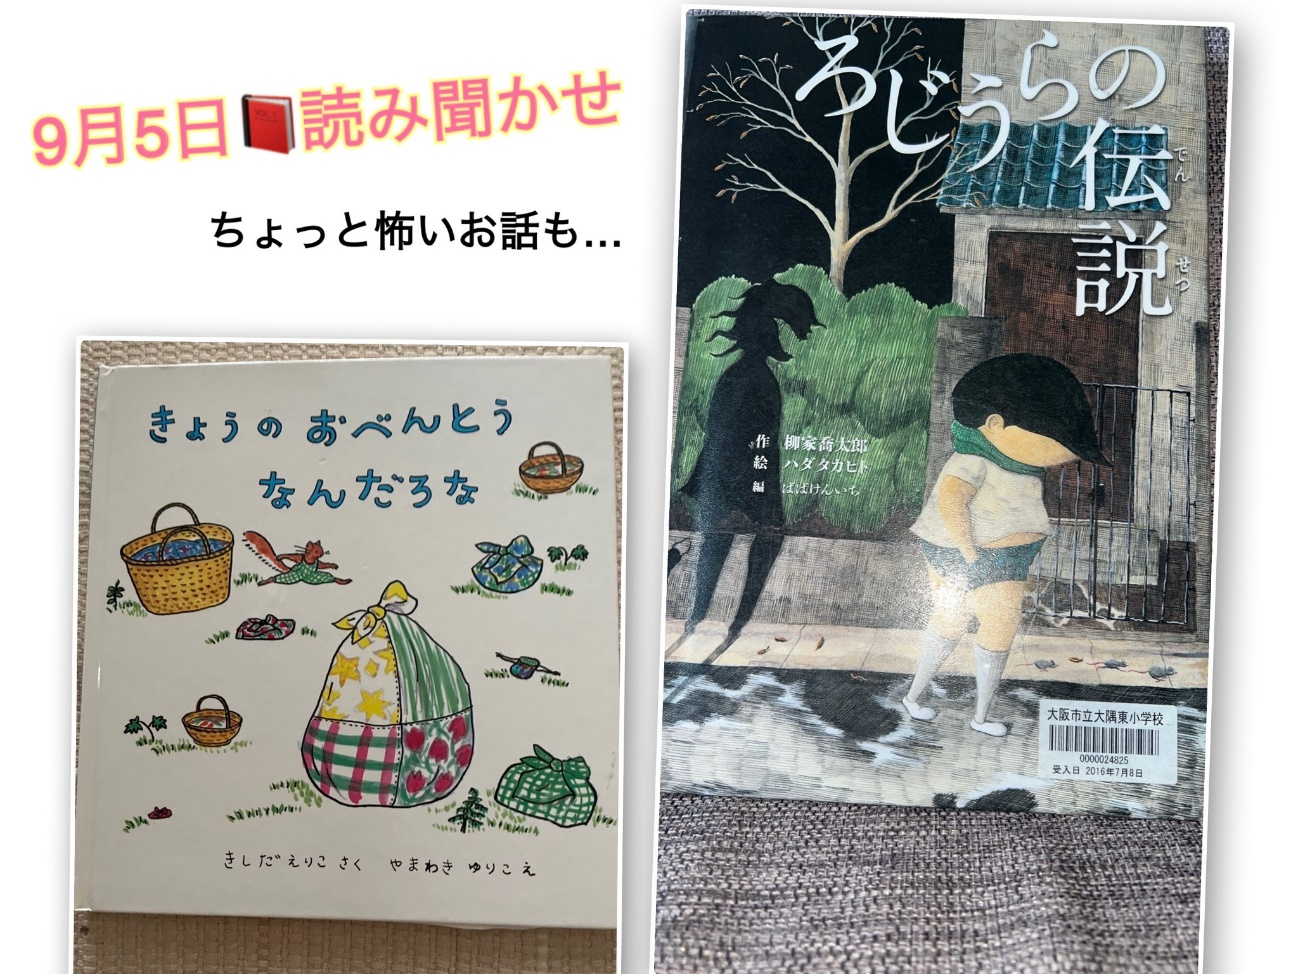 9月5日📕読み聞かせ
ちょっと怖いお話も...
きょうの おべんとう
なんだろな
きしだ えりこ さく やまわき ゆりこ え
ろじうらの
伝説
でん
せつ
作 柳家喬太郎
絵 ハダタカヒト
編 ばばけんいち
大阪市立大隅東小学校
0000024825
受入日 2016年7月8日